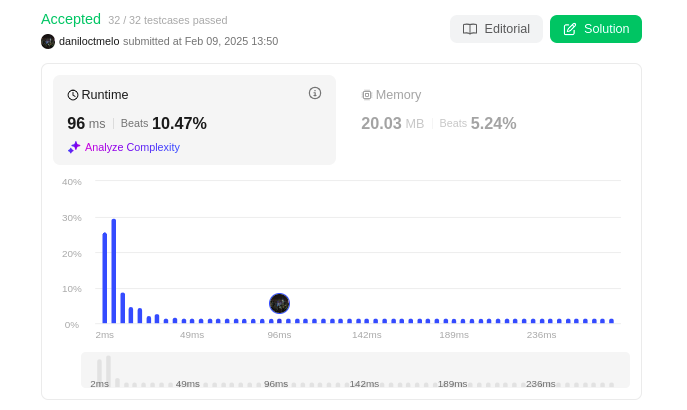 Accepted 32 / 32 testcases passed
Editorial
Solution
daniloctmelo submitted at Feb 09, 2025 13:50
Runtime
96 ms Beats 10.47%
Analyze Complexity
Memory
20.03 MB Beats 5.24%
40%
30%
20%
10%
0%
2ms 49ms 96ms 142ms 189ms 236ms
2ms 49ms 96ms 142ms 189ms 236ms